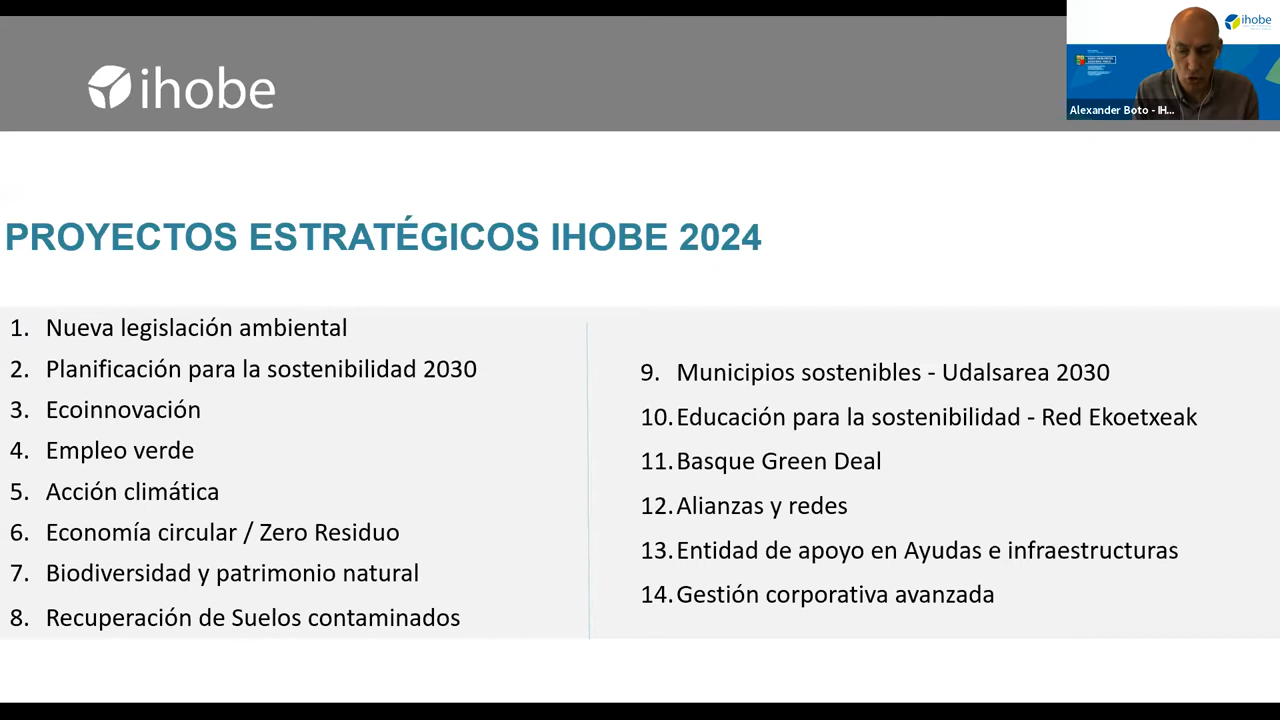 ihobe
ihobe
Alexander Boto - IH...
PROYECTOS ESTRATÉGICOS IHOBE 2024
1. Nueva legislación ambiental
2. Planificación para la sostenibilidad 2030
3. Ecoinnovación
4. Empleo verde
5. Acción climática
6. Economía circular / Zero Residuo
7. Biodiversidad y patrimonio natural
8. Recuperación de Suelos contaminados
9. Municipios sostenibles - Udalsarea 2030
10. Educación para la sostenibilidad - Red Ekoetxeak
11. Basque Green Deal
12. Alianzas y redes
13. Entidad de apoyo en Ayudas e infraestructuras
14. Gestión corporativa avanzada